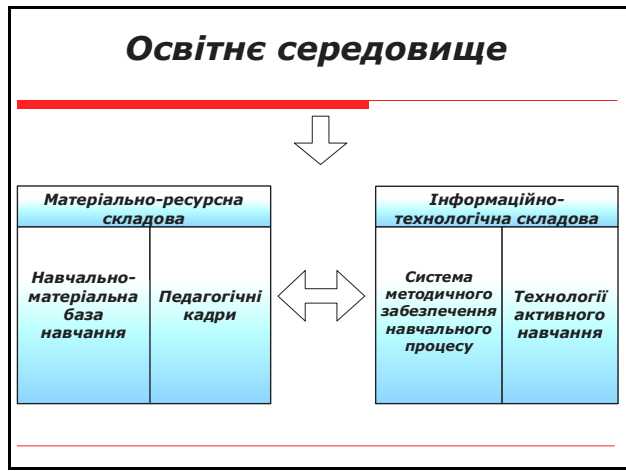 Освітнє середовище
Матеріально-ресурсна
складова
Навчально-
матеріальна
база
навчання
Педагогічні
кадри
Інформаційно-
технологічна складова
Система
методичного
забезпечення
навчального
процесу
Технології
активного
навчання